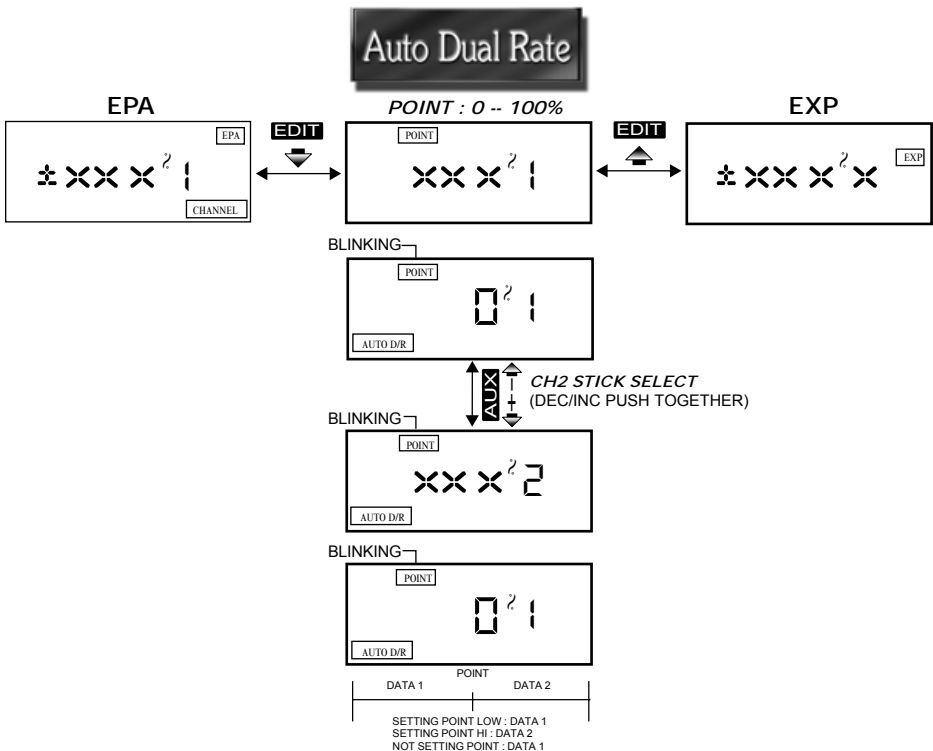 Auto Dual Rate
EPA
POINT : 0 -- 100%
EXP
EPA
±XXX% 1
CHANNEL
EDIT
POINT
XXX% 1
EDIT
±XXX% X
EXP
BLINKING
POINT
0% 1
AUTO D/R
AUX
CH2 STICK SELECT
(DEC/INC PUSH TOGETHER)
BLINKING
POINT
XXX% 2
AUTO D/R
BLINKING
POINT
0% 1
AUTO D/R
POINT
DATA 1 DATA 2
SETTING POINT LOW : DATA 1
SETTING POINT HI : DATA 2
NOT SETTING POINT : DATA 1